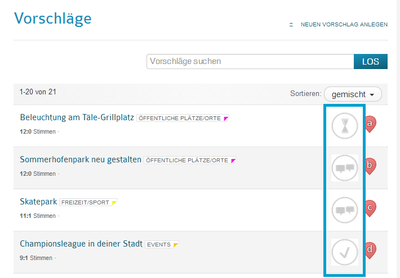 Vorschläge
NEUEN VORSCHLAG ANLEGEN
Vorschläge suchen
LOS
1-20 von 21
Sortieren: gemischt
Beleuchtung am Täle-Grillplatz ÖFFENTLICHE PLÄTZE/ORTE
12:0 Stimmen ·
a
Sommerhofenpark neu gestalten ÖFFENTLICHE PLÄTZE/ORTE
12:0 Stimmen ·
b
Skatepark FREIZEIT/SPORT
11:1 Stimmen ·
c
Championsleague in deiner Stadt EVENTS
9:1 Stimmen ·
d